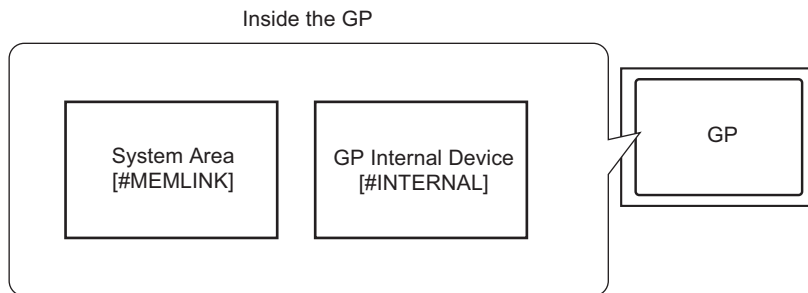 Inside the GP
System Area
[#MEMLINK]
GP Internal Device
[#INTERNAL]
GP